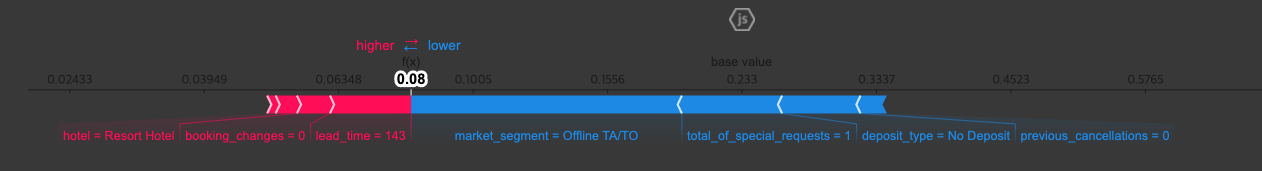 js
higher lower
f(x) base value
0.02433 0.03949 0.06348 0.08 0.1005 0.1556 0.233 0.3337 0.4523 0.5765
hotel = Resort Hotel booking_changes = 0 lead_time = 143 market_segment = Offline TA/TO total_of_special_requests = 1 deposit_type = No Deposit previous_cancellations = 0